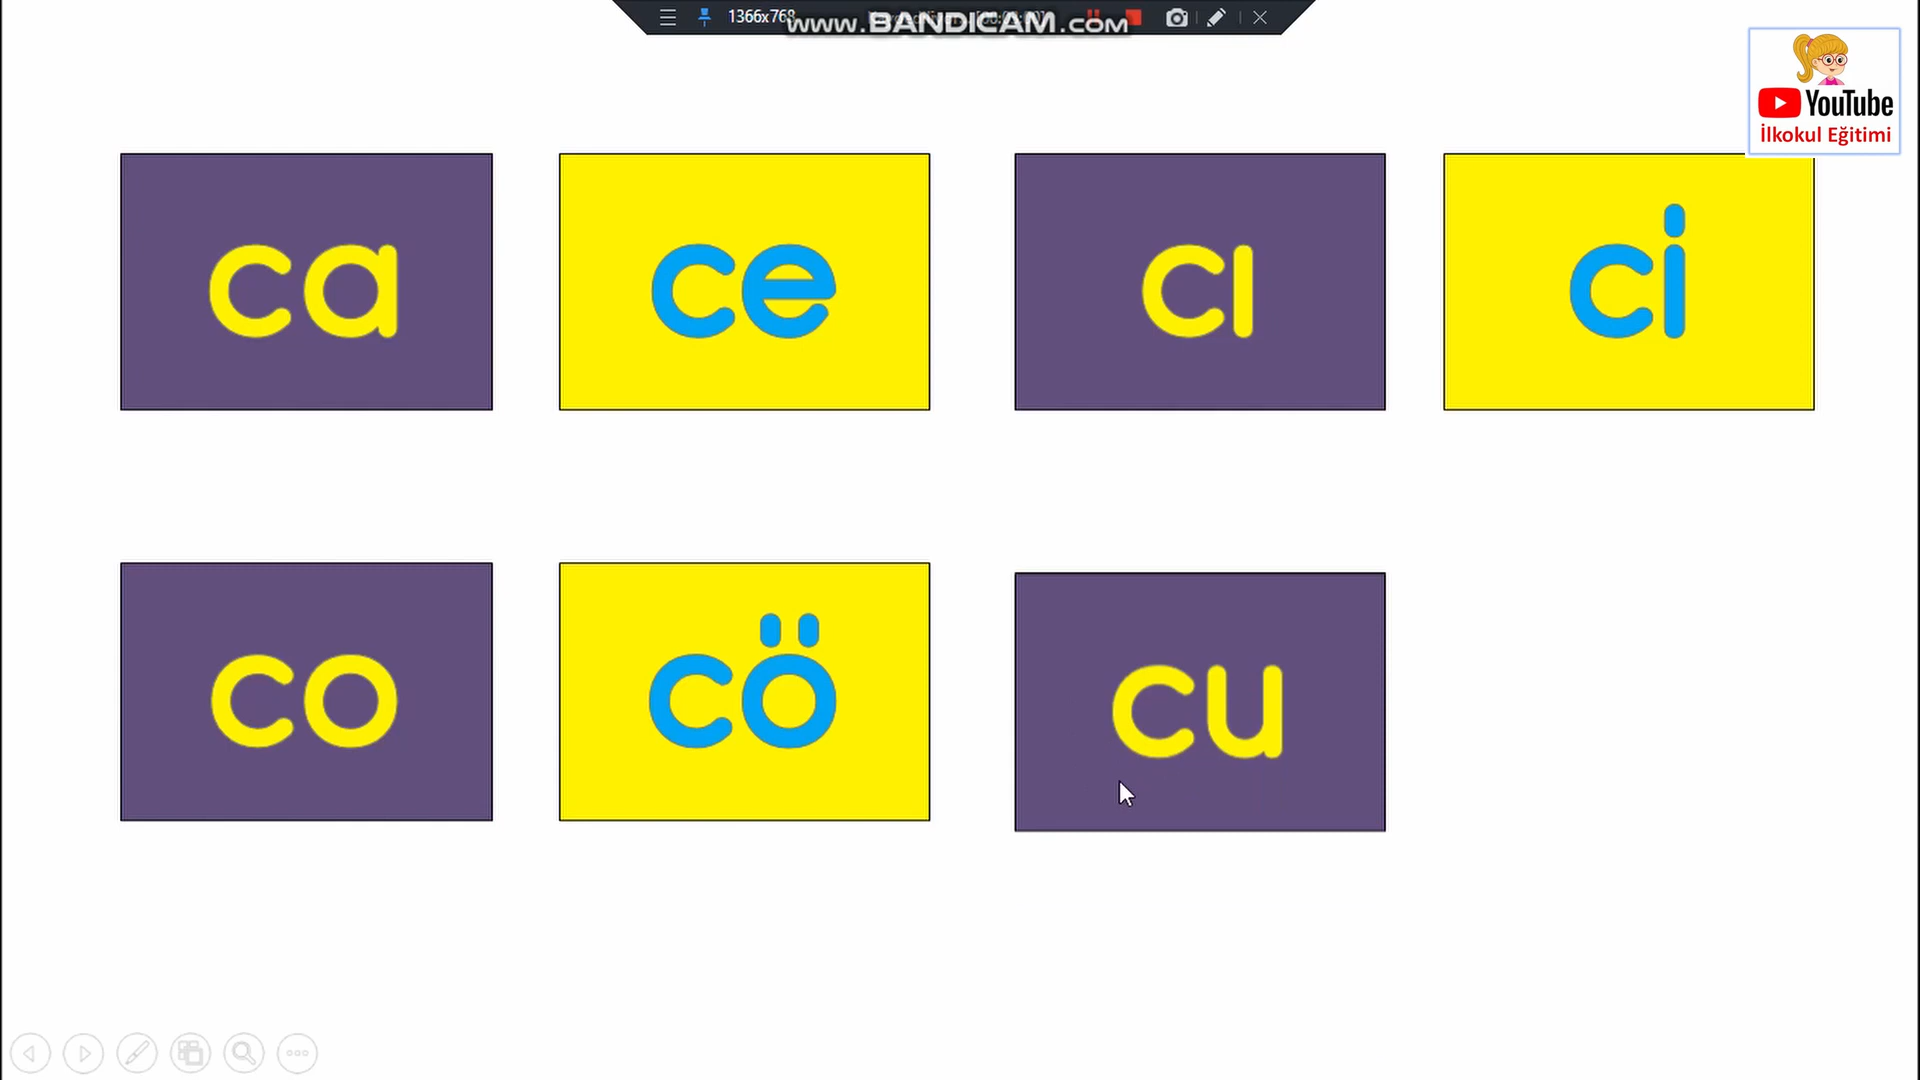 1366x768
www.BANDICAM.com
YouTube
İlkokul Eğitimi
ca ce cı ci
co cö cu